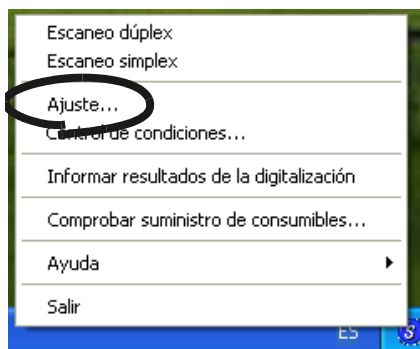 Escaneo dúplex
Escaneo simplex
Ajuste...
Control de condiciones...
Informar resultados de la digitalización
Comprobar suministro de consumibles...
Ayuda
Salir
ES
S